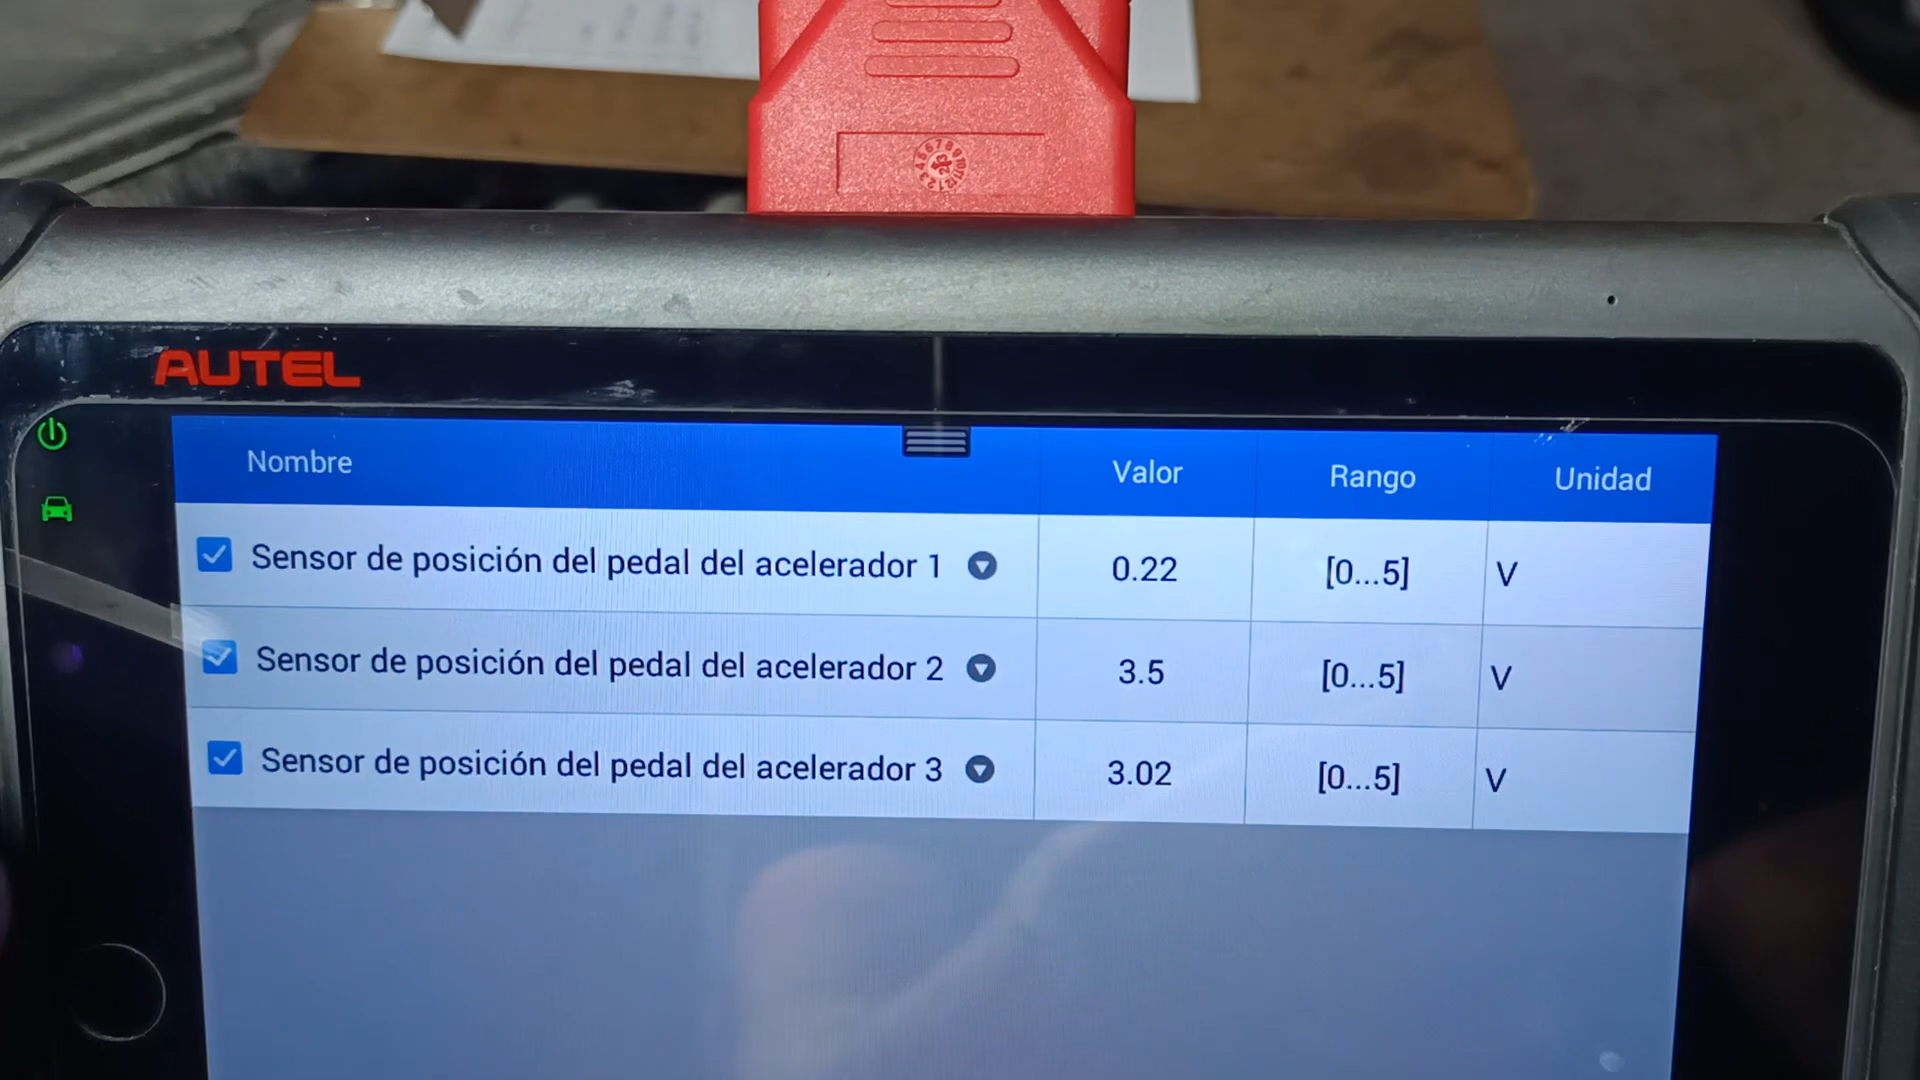 AUTEL
Nombre Valor Rango Unidad
Sensor de posición del pedal del acelerador 1 0.22 [0...5] V
Sensor de posición del pedal del acelerador 2 3.5 [0...5] V
Sensor de posición del pedal del acelerador 3 3.02 [0...5] V